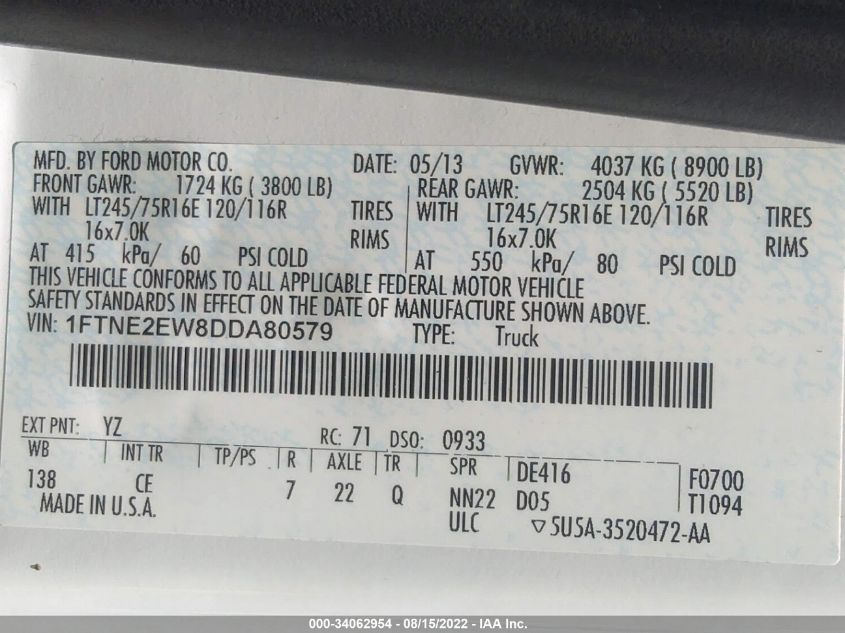 MFD. BY FORD MOTOR CO. DATE: 05/13 GVWR: 4037 KG ( 8900 LB)
FRONT GAWR: 1724 KG ( 3800 LB) REAR GAWR: 2504 KG ( 5520 LB)
WITH LT245/75R16E 120/116R TIRES WITH LT245/75R16E 120/116R TIRES
16x7.0K RIMS 16x7.0K RIMS
AT 415 kPa/ 60 PSI COLD AT 550 kPa/ 80 PSI COLD
THIS VEHICLE CONFORMS TO ALL APPLICABLE FEDERAL MOTOR VEHICLE
SAFETY STANDARDS IN EFFECT ON THE DATE OF MANUFACTURE SHOWN ABOVE.
VIN: 1FTNE2EW8DDA80579 TYPE: Truck
EXT PNT: YZ RC: 71 DSO: 0933
WB INT TR TP/PS R AXLE TR SPR DE416 F0700
138 CE 7 22 Q NN22 D05 T1094
MADE IN U.S.A. ULC ▽5U5A-3520472-AA
000-34062954 - 08/15/2022 - IAA Inc.